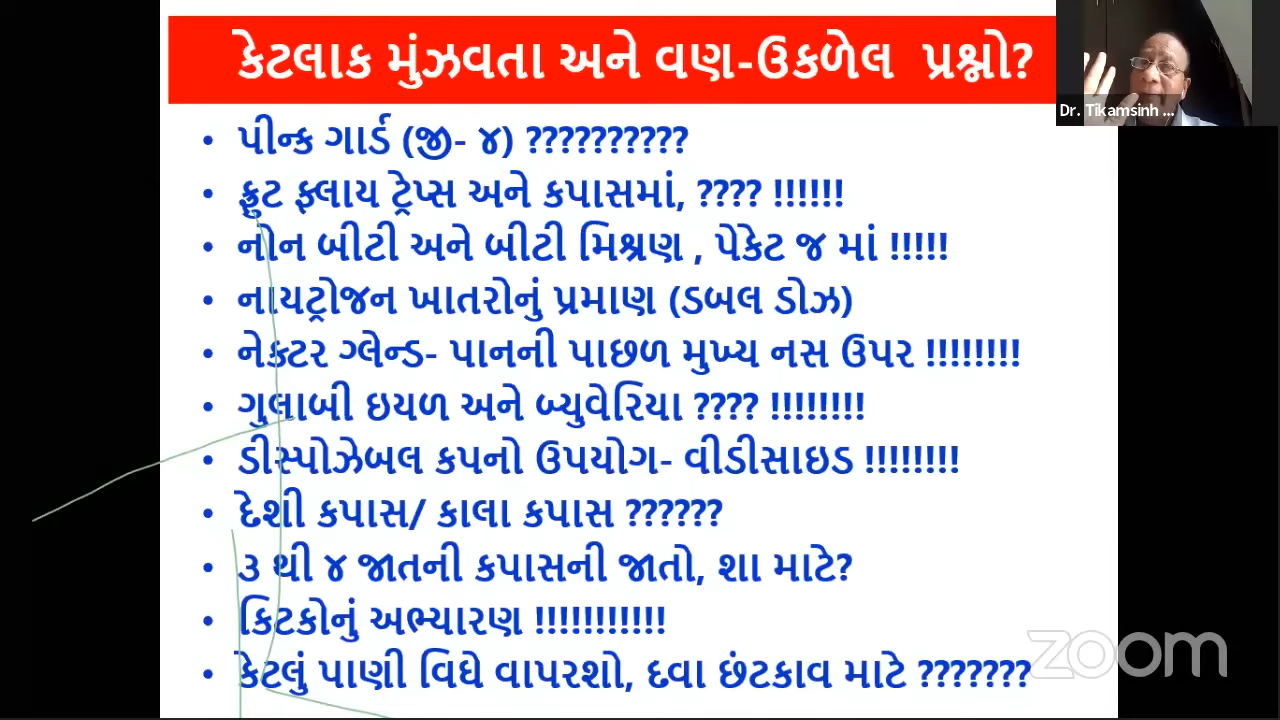 કેટલાક મુંઝવતા અને વણ-ઉકળેલ પ્રશ્નો?
Dr. Tikamsinh ...
• પીન્ક ગાર્ડ (જી- ૪) ??????????
• ફ્રુટ ફ્લાય ટ્રેપ્સ અને કપાસમાં, ???? !!!!!!
• નોન બીટી અને બીટી મિશ્રણ , પેકેટ જ માં !!!!!
• નાયટ્રોજન ખાતરોનું પ્રમાણ (ડબલ ડોઝ)
• નેક્ટર ગ્લેન્ડ- પાનની પાછળ મુખ્ય નસ ઉપર !!!!!!!!
• ગુલાબી ઇયળ અને બ્યુવેરિયા ???? !!!!!!!!
• ડીસ્પોઝેબલ કપનો ઉપયોગ- વીડીસાઇડ !!!!!!!!
• દેશી કપાસ/ કાલા કપાસ ??????
• ૩ થી ૪ જાતની કપાસની જાતો, શા માટે?
• કિટકોનું અભ્યારણ !!!!!!!!!!!
• કેટલું પાણી વિઘે વાપરશો, દવા છંટકાવ માટે ???????
zoom